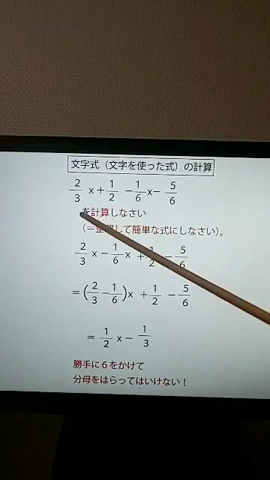 文字式（文字を使った式）の計算
2/3 x + 1/2 − 1/6 x − 5/6
を計算しなさい
（＝整理して簡単な式にしなさい）。
2/3 x − 1/6 x + 1/2 − 5/6
= (2/3 − 1/6)x + 1/2 − 5/6
= 1/2 x − 1/3
勝手に６をかけて
分母をはらってはいけない！